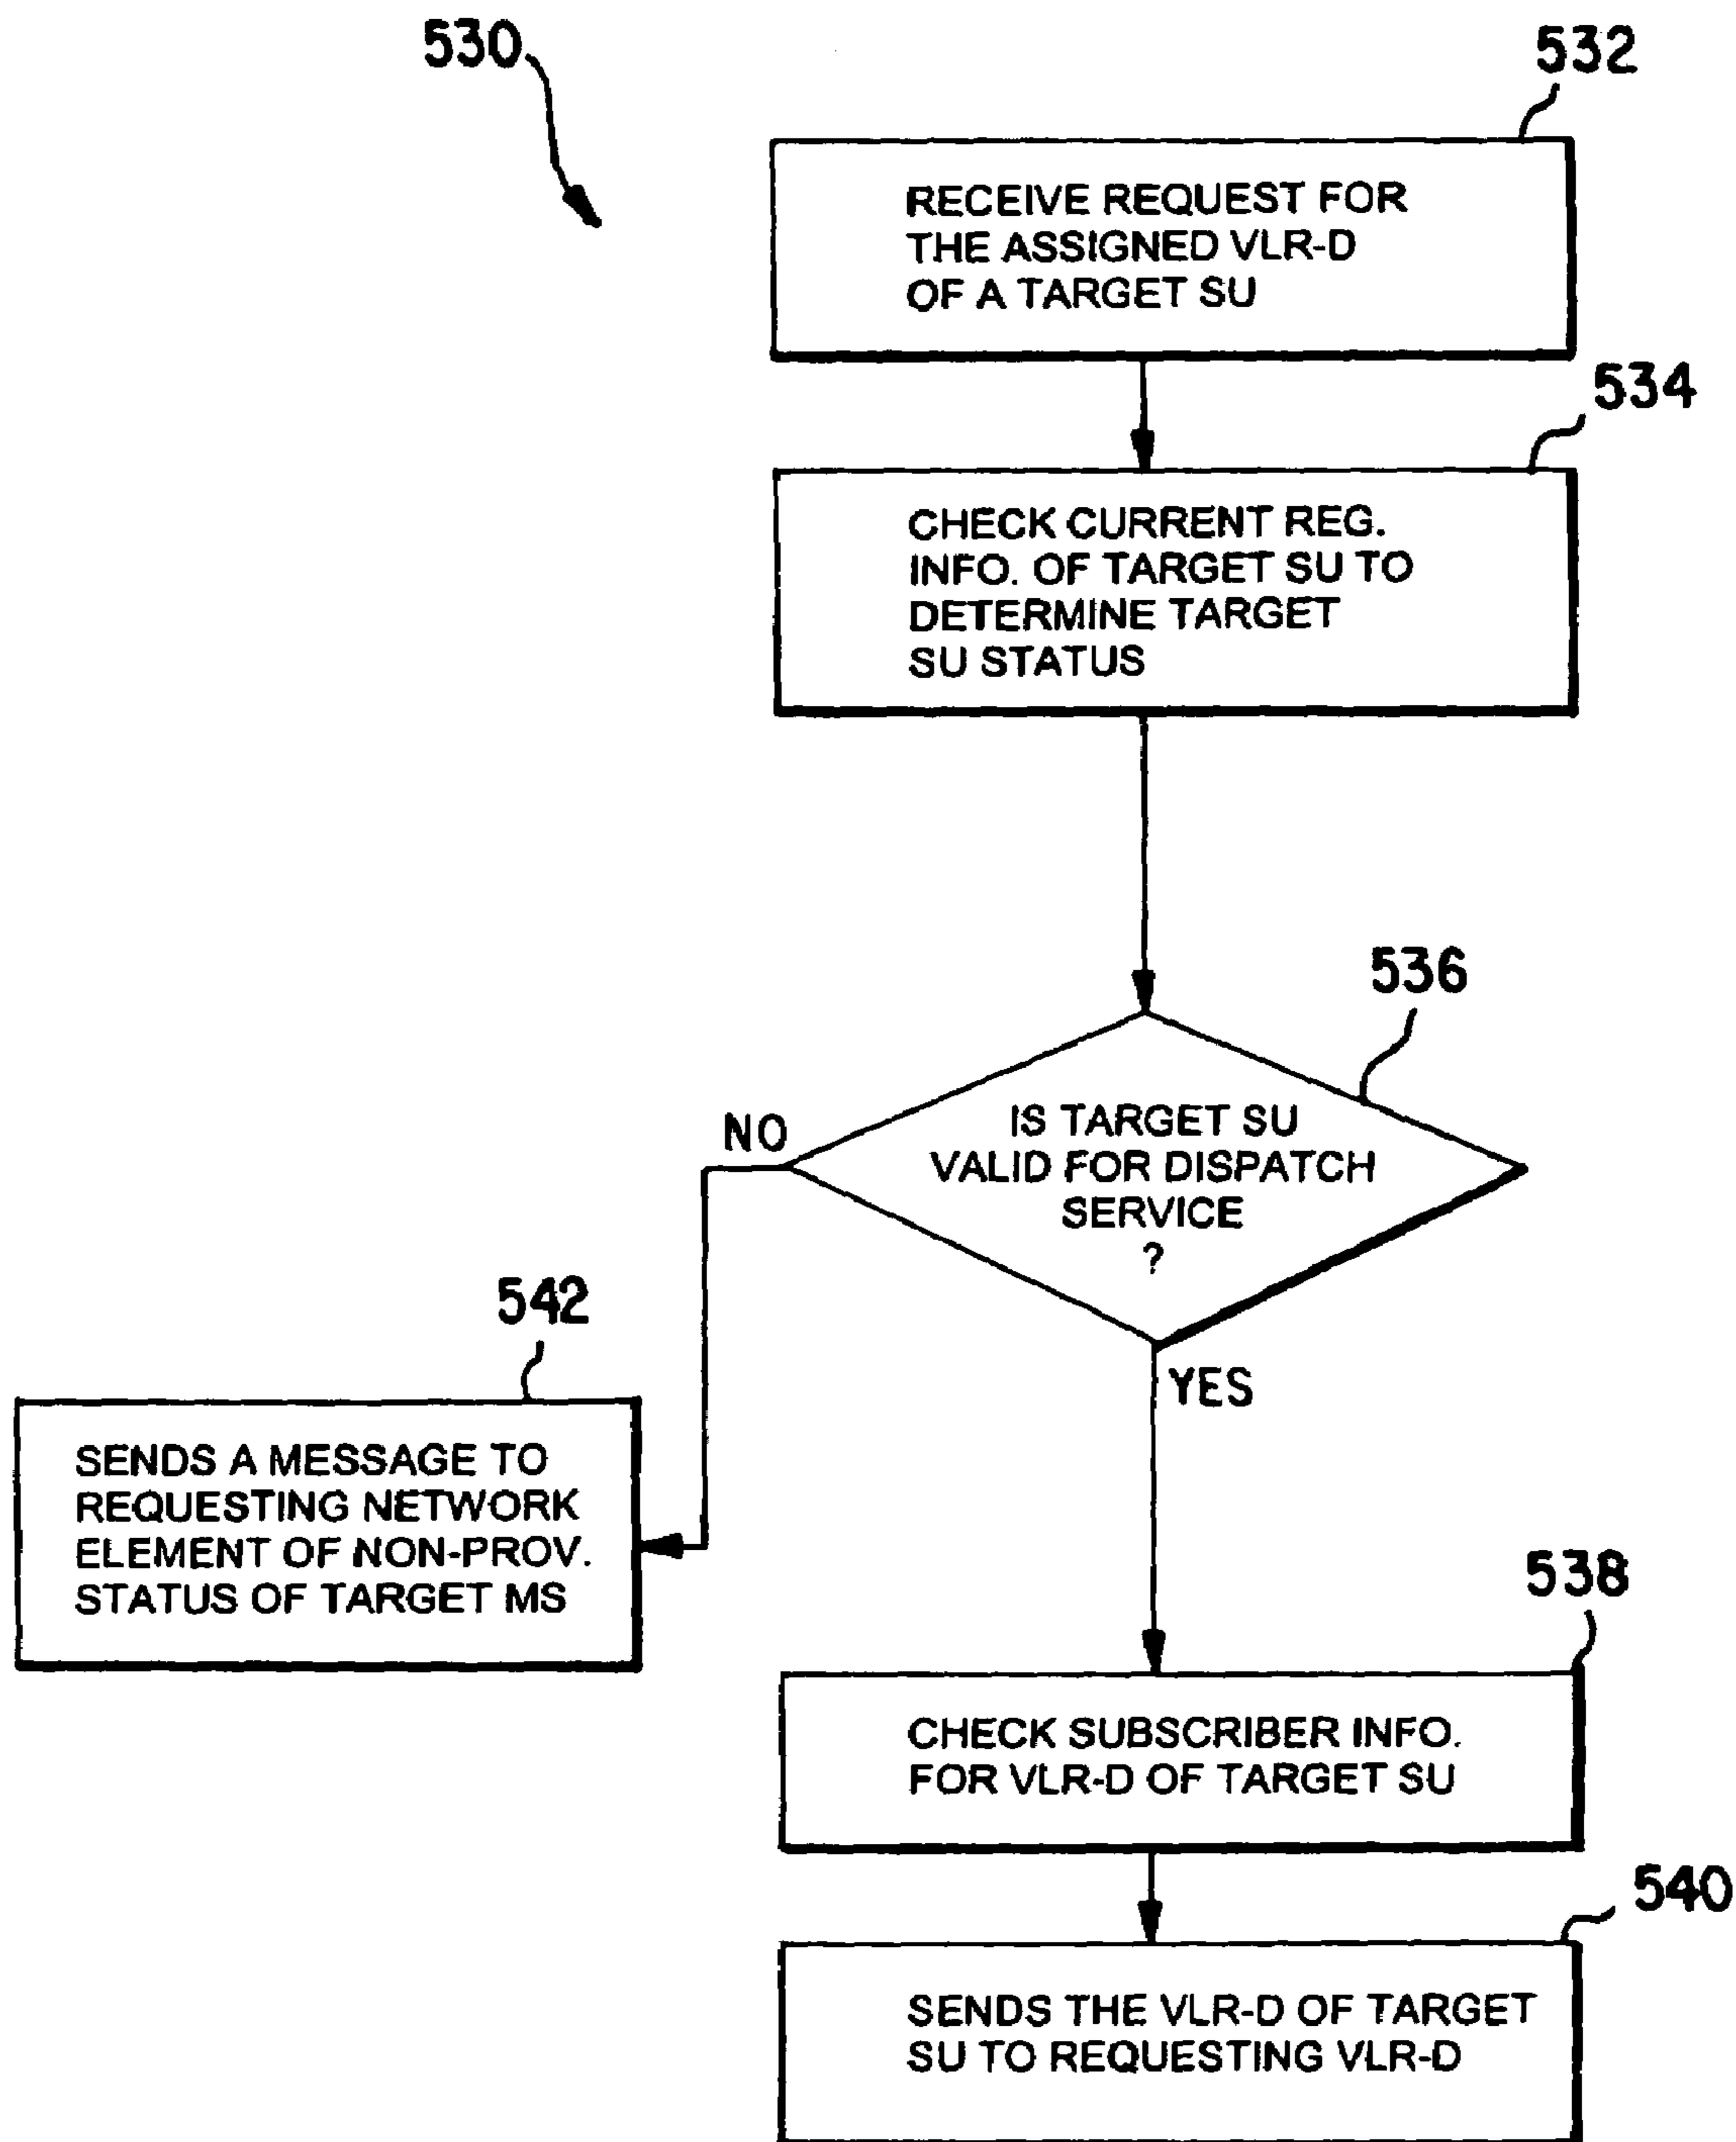 530
532
RECEIVE REQUEST FOR
THE ASSIGNED VLR-D
OF A TARGET SU
534
CHECK CURRENT REG.
INFO. OF TARGET SU TO
DETERMINE TARGET
SU STATUS
536
IS TARGET SU
VALID FOR DISPATCH
SERVICE
?
NO
YES
542
SENDS A MESSAGE TO
REQUESTING NETWORK
ELEMENT OF NON-PROV.
STATUS OF TARGET MS
538
CHECK SUBSCRIBER INFO.
FOR VLR-D OF TARGET SU
540
SENDS THE VLR-D OF TARGET
SU TO REQUESTING VLR-D